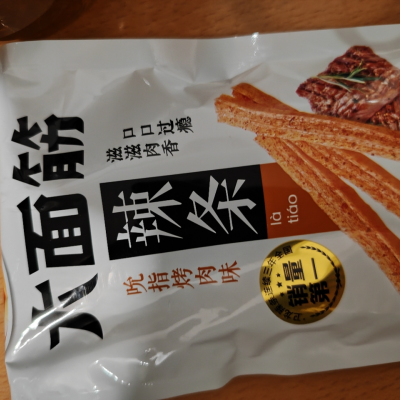 大面筋
口口过瘾
滋滋肉香
辣条
là
tiáo
吮指烤肉味
销量
第一